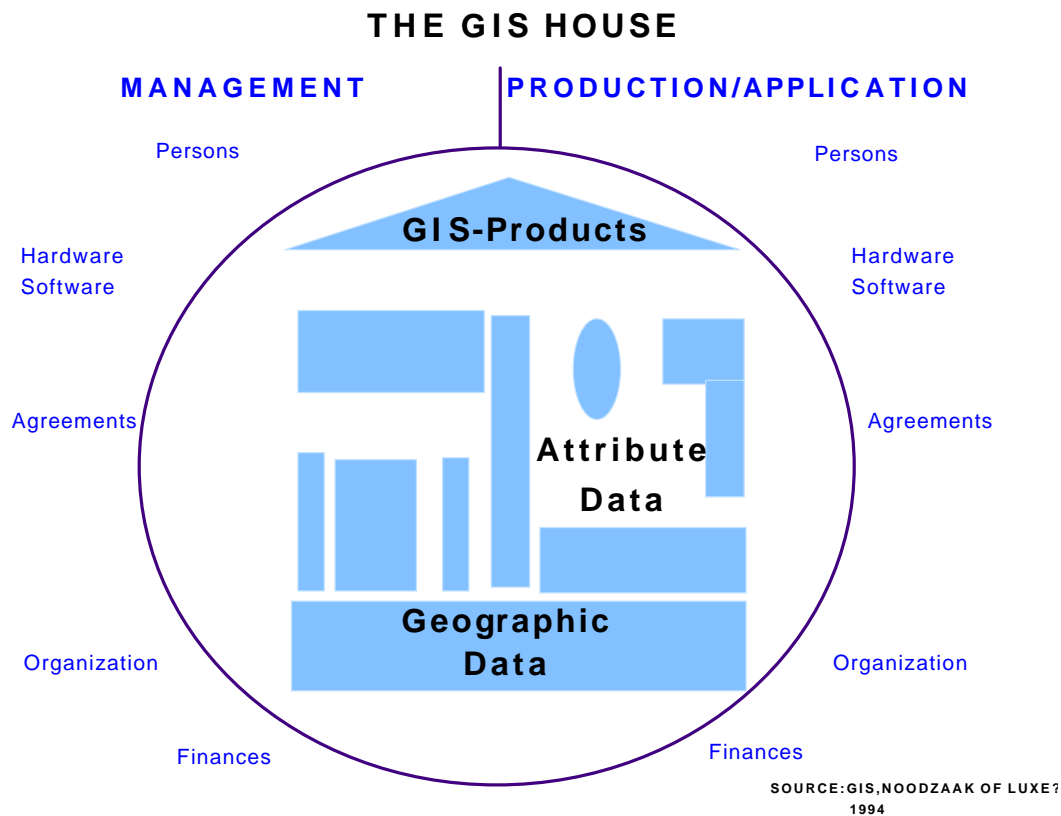 THE GIS HOUSE
MANAGEMENT
PRODUCTION/APPLICATION
Persons
Persons
GIS-Products
Hardware
Software
Hardware
Software
Agreements
Agreements
Attribute
Data
Geographic
Data
Organization
Organization
Finances
Finances
SOURCE:GIS,NOODZAAK OF LUXE?
1994